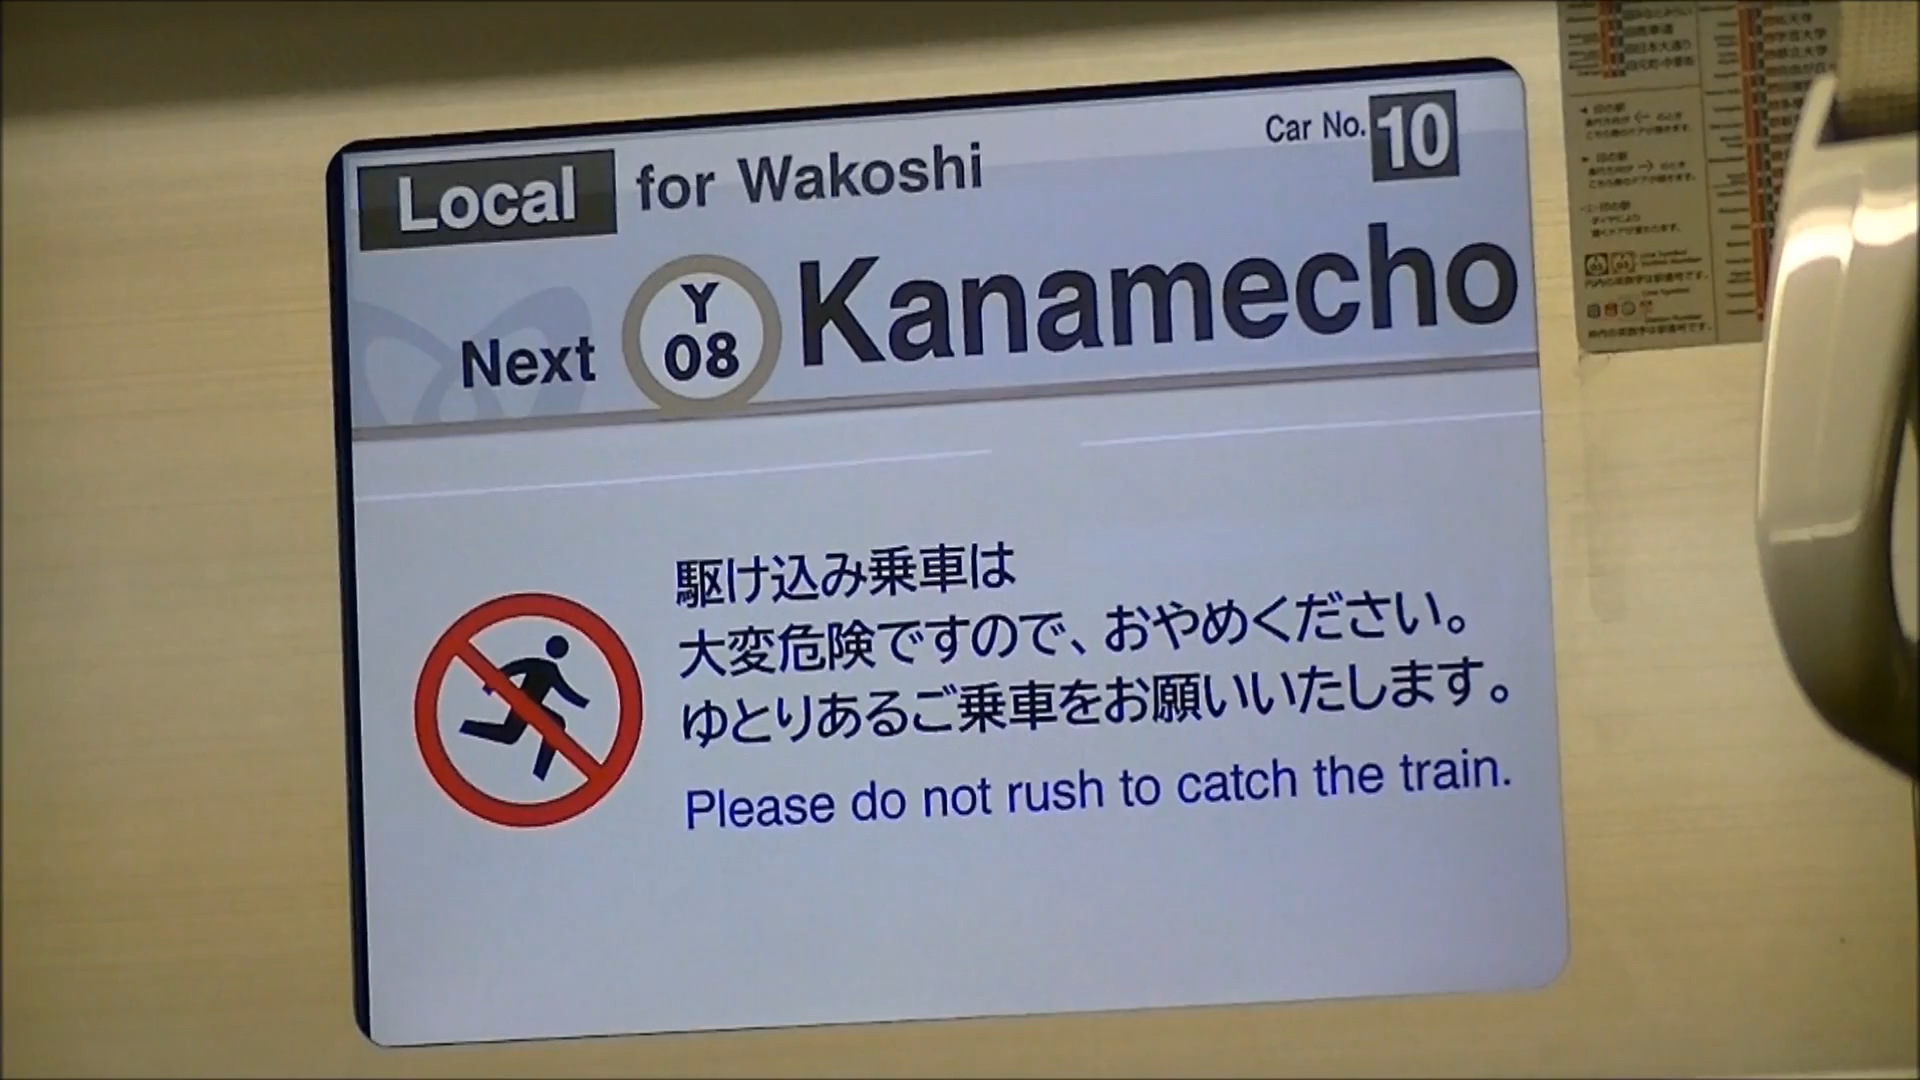 Local for Wakoshi
Car No. 10
Next Y 08 Kanamecho
駆け込み乗車は
大変危険ですので、おやめください。
ゆとりあるご乗車をお願いいたします。
Please do not rush to catch the train.